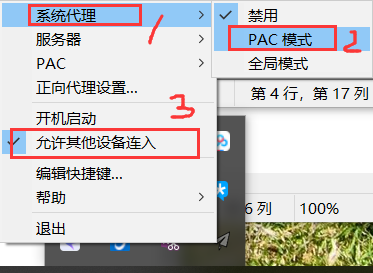 系统代理
禁用
1
服务器
PAC 模式
2
PAC
全局模式
正向代理设置...
第 4 行，第 17 列
3
开机启动
允许其他设备连入
编辑快捷键...
帮助
6 列
100%
退出